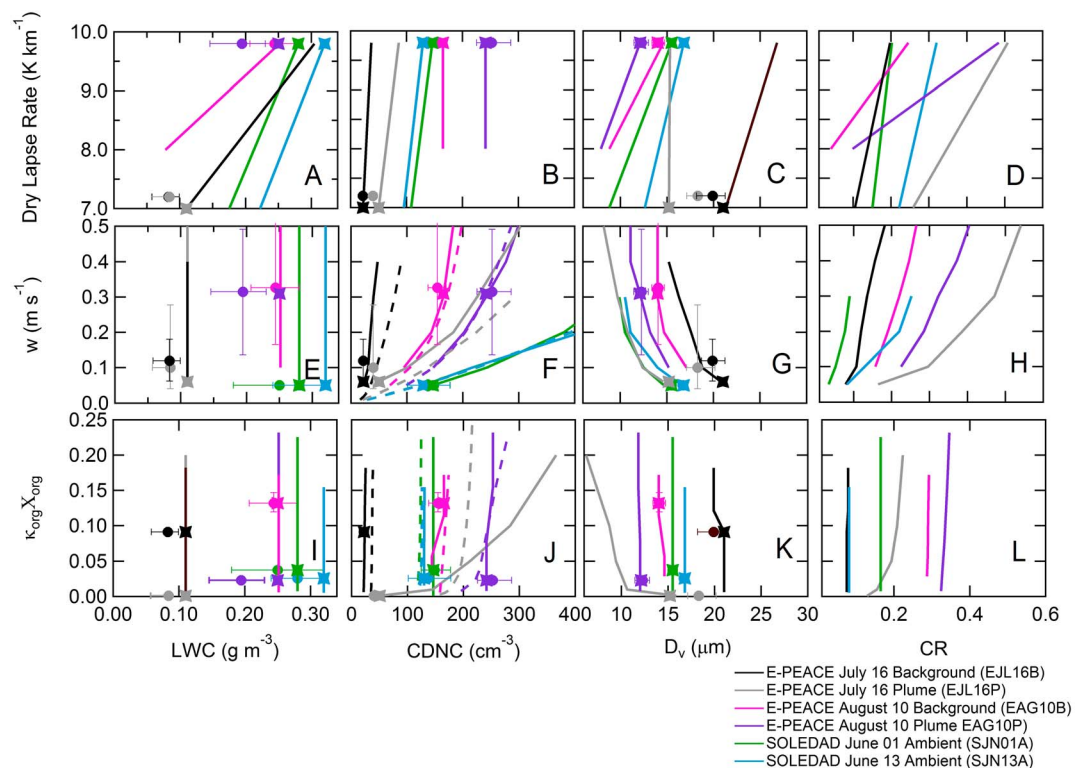 Dry Lapse Rate (K km⁻¹)
10.0
9.0
8.0
7.0
A
B
C
D
w (m s⁻¹)
0.5
0.4
0.3
0.2
0.1
0.0
E
F
G
H
κorgXorg
0.25
0.20
0.15
0.10
0.05
0.00
I
J
K
L
0.00 0.10 0.20 0.30
0 100 200 300 400
10 15 20 25 30
0.2 0.4 0.6
LWC (g m⁻³)
CDNC (cm⁻³)
Dv (μm)
CR
E-PEACE July 16 Background (EJL16B)
E-PEACE July 16 Plume (EJL16P)
E-PEACE August 10 Background (EAG10B)
E-PEACE August 10 Plume EAG10P)
SOLEDAD June 01 Ambient (SJN01A)
SOLEDAD June 13 Ambient (SJN13A)